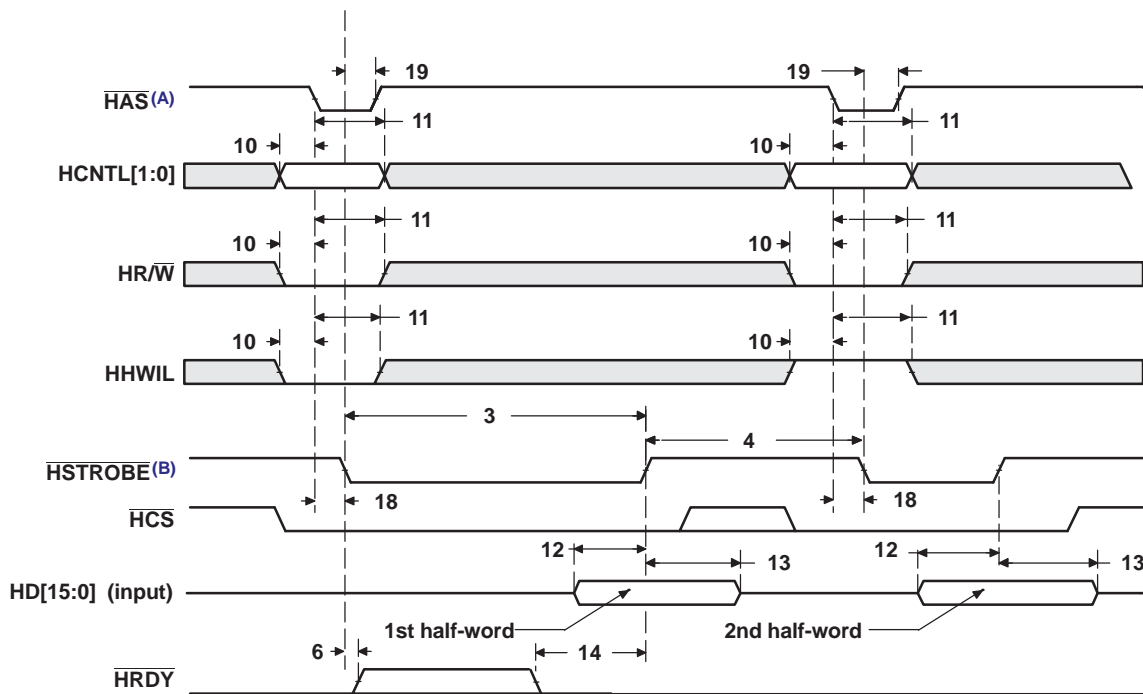 19 19
HAS(A)
11 11
10 10
HCNTL[1:0]
11 11
10 10
HR/W
11 11
10 10
HHWIL
3
4
HSTROBE(B)
18 18
HCS
12 12
13 13
HD[15:0] (input)
1st half-word 2nd half-word
6 14
HRDY